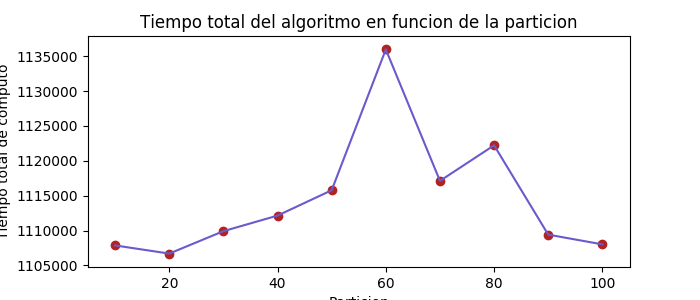 Tiempo total del algoritmo en funcion de la particion
1135000
1130000
1125000
1120000
1115000
1110000
1105000
Tiempo total de computo
20 40 60 80 100
Particion